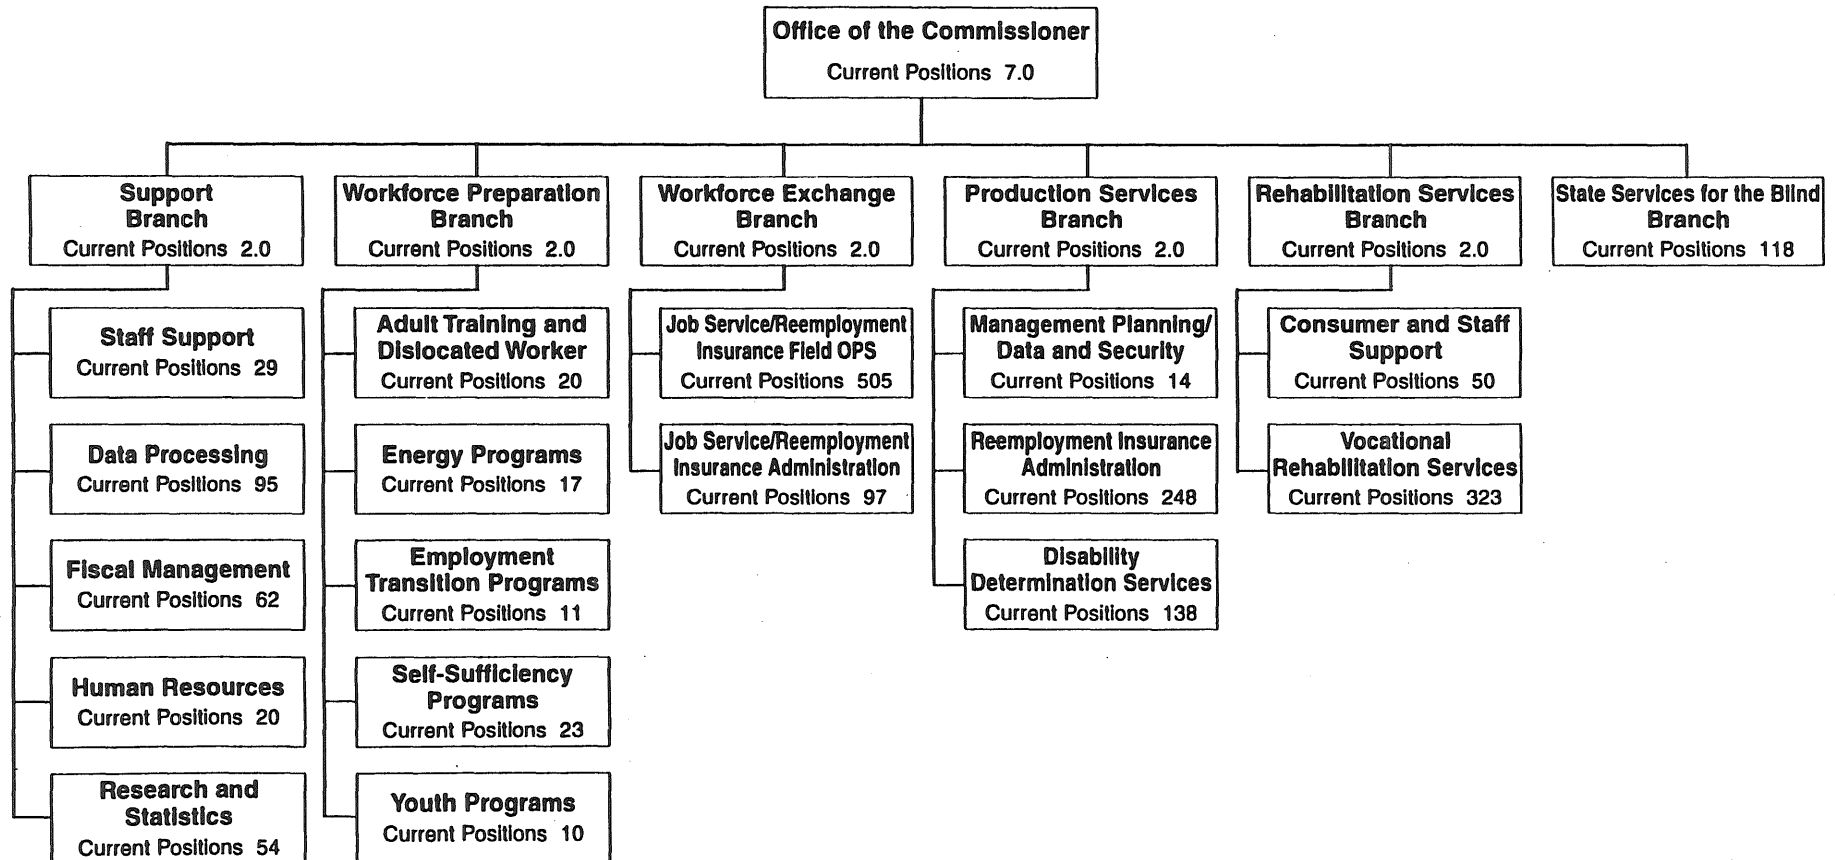 Office of the Commissioner
Current Positions 7.0
Support
Branch
Current Positions 2.0
Workforce Preparation
Branch
Current Positions 2.0
Workforce Exchange
Branch
Current Positions 2.0
Production Services
Branch
Current Positions 2.0
Rehabilitation Services
Branch
Current Positions 2.0
State Services for the Blind
Branch
Current Positions 118
Staff Support
Current Positions 29
Data Processing
Current Positions 95
Fiscal Management
Current Positions 62
Human Resources
Current Positions 20
Research and
Statistics
Current Positions 54
Adult Training and
Dislocated Worker
Current Positions 20
Energy Programs
Current Positions 17
Employment
Transition Programs
Current Positions 11
Self-Sufficiency
Programs
Current Positions 23
Youth Programs
Current Positions 10
Job Service/Reemployment
Insurance Field OPS
Current Positions 505
Job Service/Reemployment
Insurance Administration
Current Positions 97
Management Planning/
Data and Security
Current Positions 14
Reemployment Insurance
Administration
Current Positions 248
Disability
Determination Services
Current Positions 138
Consumer and Staff
Support
Current Positions 50
Vocational
Rehabilitation Services
Current Positions 323